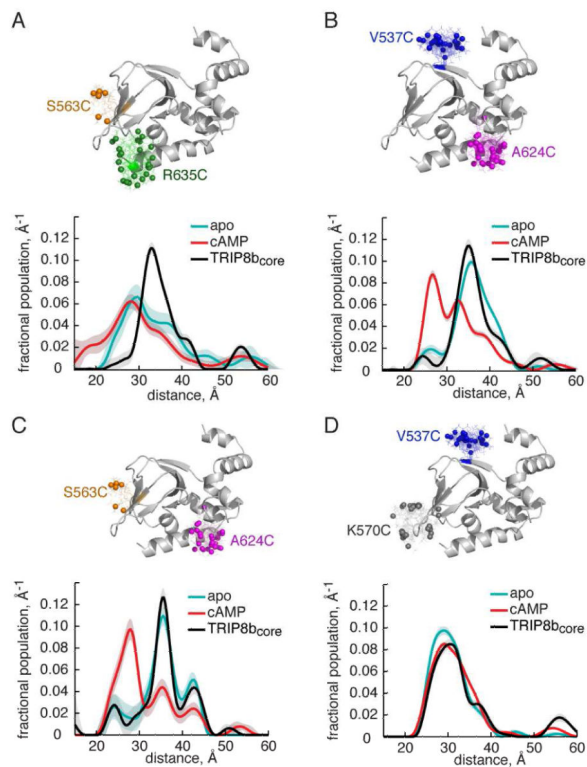 A
S563C
R635C
fractional population, Å-1
0.12
0.10
0.08
0.06
0.04
0.02
0
apo
cAMP
TRIP8bcore
20 30 40 50 60
distance, Å
B
V537C
A624C
fractional population, Å-1
0.12
0.10
0.08
0.06
0.04
0.02
0
apo
cAMP
TRIP8bcore
20 30 40 50 60
distance, Å
C
S563C
A624C
fractional population, Å-1
0.12
0.10
0.08
0.06
0.04
0.02
0
apo
cAMP
TRIP8bcore
20 30 40 50 60
distance, Å
D
V537C
K570C
fractional population, Å-1
0.12
0.10
0.08
0.06
0.04
0.02
0
apo
cAMP
TRIP8bcore
20 30 40 50 60
distance, Å